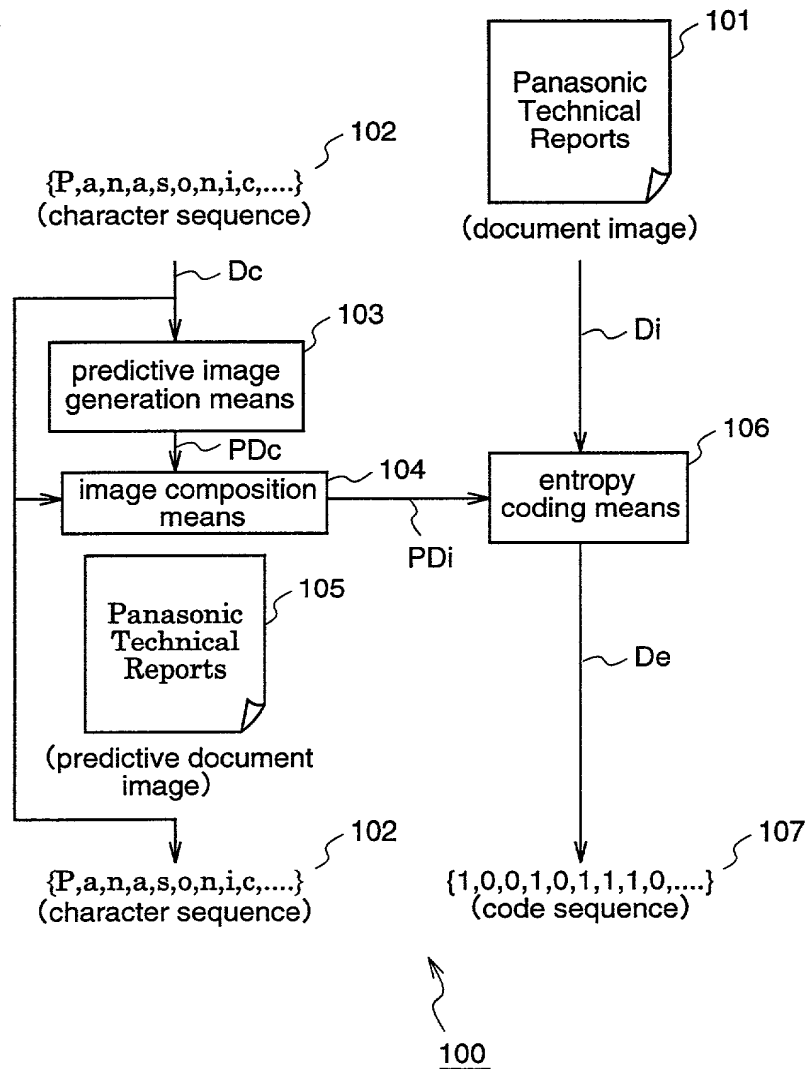 101
Panasonic
Technical
Reports
(document image)
102
{P,a,n,a,s,o,n,i,c,....}
(character sequence)
Dc
Di
103
predictive image
generation means
PDc
104
image composition
means
106
entropy
coding means
PDi
105
Panasonic
Technical
Reports
(predictive document
image)
De
102
{P,a,n,a,s,o,n,i,c,....}
(character sequence)
107
{1,0,0,1,0,1,1,1,0,....}
(code sequence)
100